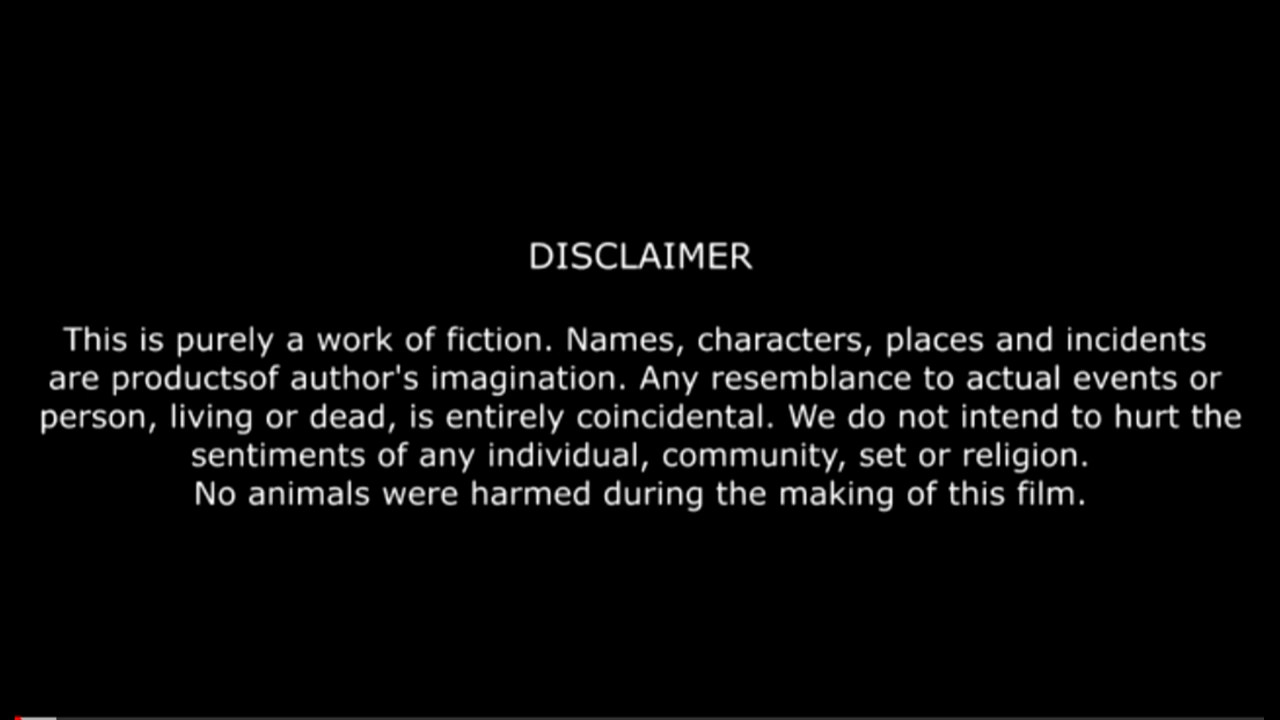 DISCLAIMER
This is purely a work of fiction. Names, characters, places and incidents
are productsof author's imagination. Any resemblance to actual events or
person, living or dead, is entirely coincidental. We do not intend to hurt the
sentiments of any individual, community, set or religion.
No animals were harmed during the making of this film.